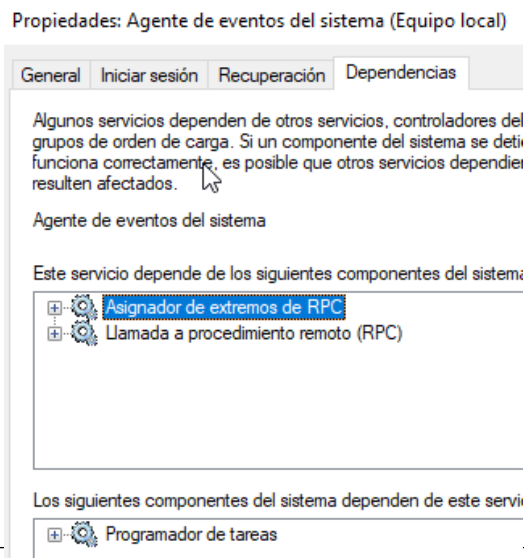 Propiedades: Agente de eventos del sistema (Equipo local)
General Iniciar sesión Recuperación Dependencias
Algunos servicios dependen de otros servicios, controladores del
grupos de orden de carga. Si un componente del sistema se deti
funciona correctamente, es posible que otros servicios dependien
resulten afectados.
Agente de eventos del sistema
Este servicio depende de los siguientes componentes del sistema
Asignador de extremos de RPC
Llamada a procedimiento remoto (RPC)
Los siguientes componentes del sistema dependen de este servi
Programador de tareas